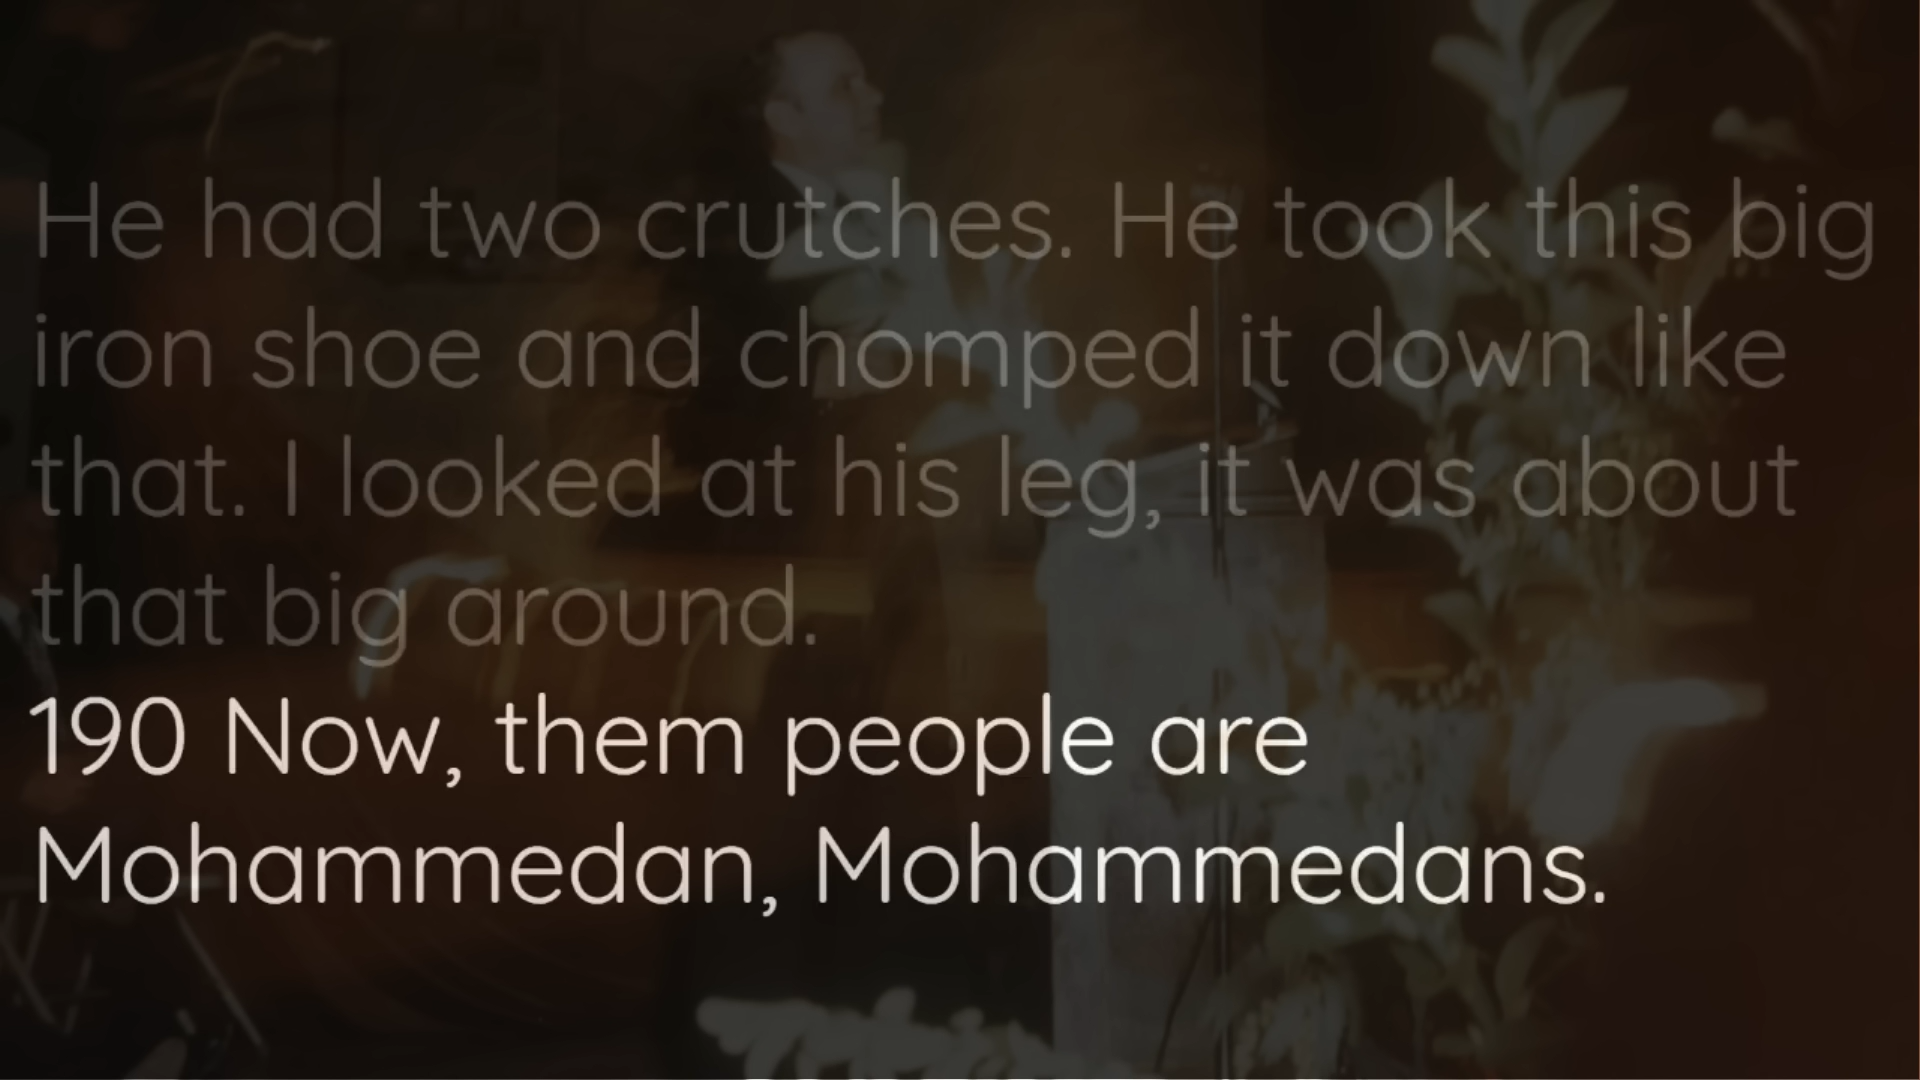 He had two crutches. He took this big
iron shoe and chomped it down like
that. I looked at his leg, it was about
that big around.
190 Now, them people are
Mohammedan, Mohammedans.